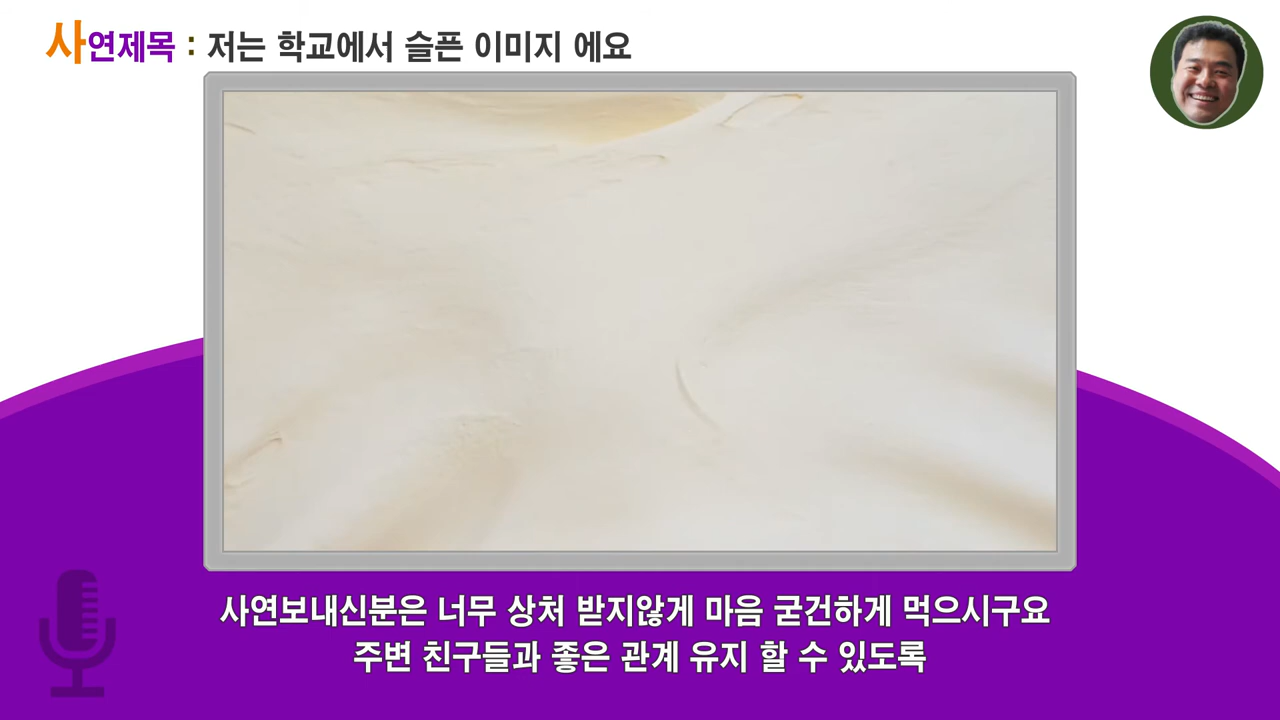 사연제목 : 저는 학교에서 슬픈 이미지 에요
사연보내신분은 너무 상처 받지않게 마음 굳건하게 먹으시구요
주변 친구들과 좋은 관계 유지 할 수 있도록